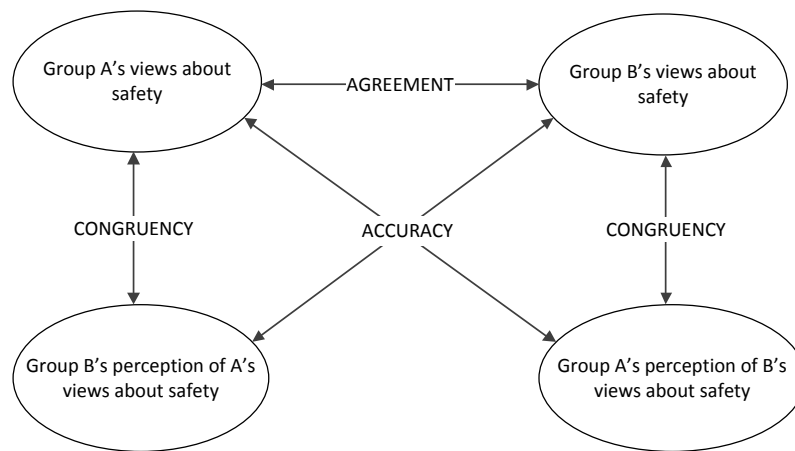 Group A's views about
safety
AGREEMENT
Group B's views about
safety
CONGRUENCY
ACCURACY
CONGRUENCY
Group B's perception of A's
views about safety
Group A's perception of B's
views about safety